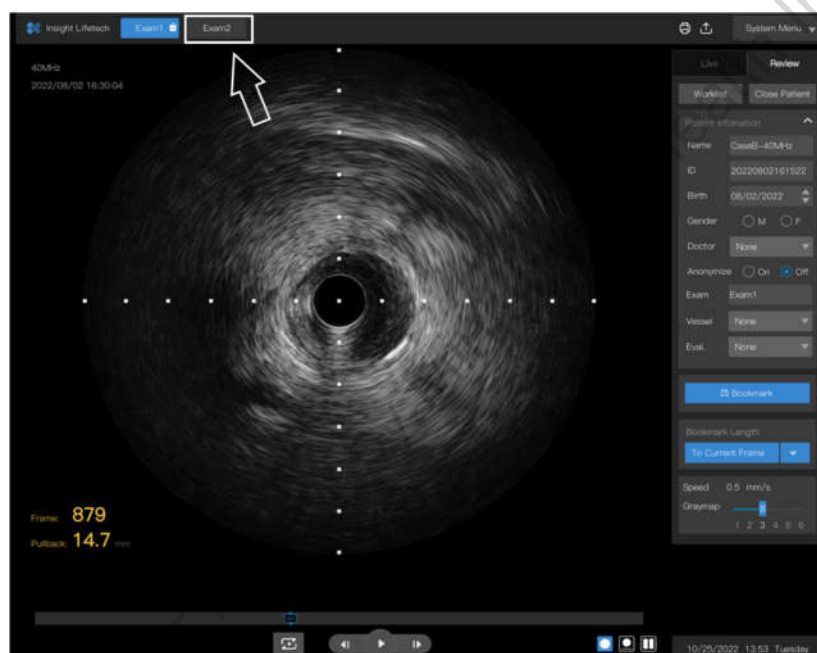 Insight Lifetech Exam1 Exam2 System Menu
40MHz
2022/08/02 16:30:04
Live Review
Worklist Close Patient
Patient Infomation
Name CaseB-40MHz
ID 20220802161522
Birth 08/02/2022
Gender M F
Doctor None
Anonymize On Off
Exam Exam1
Vessel None
Eval. None
Bookmark
Bookmark Length
To Current Frame
Speed 0.5 mm/s
Graymap
1 2 3 4 5 6
Frame: 879
Pullback: 14.7 mm
10/25/2022 13:53 Tuesday